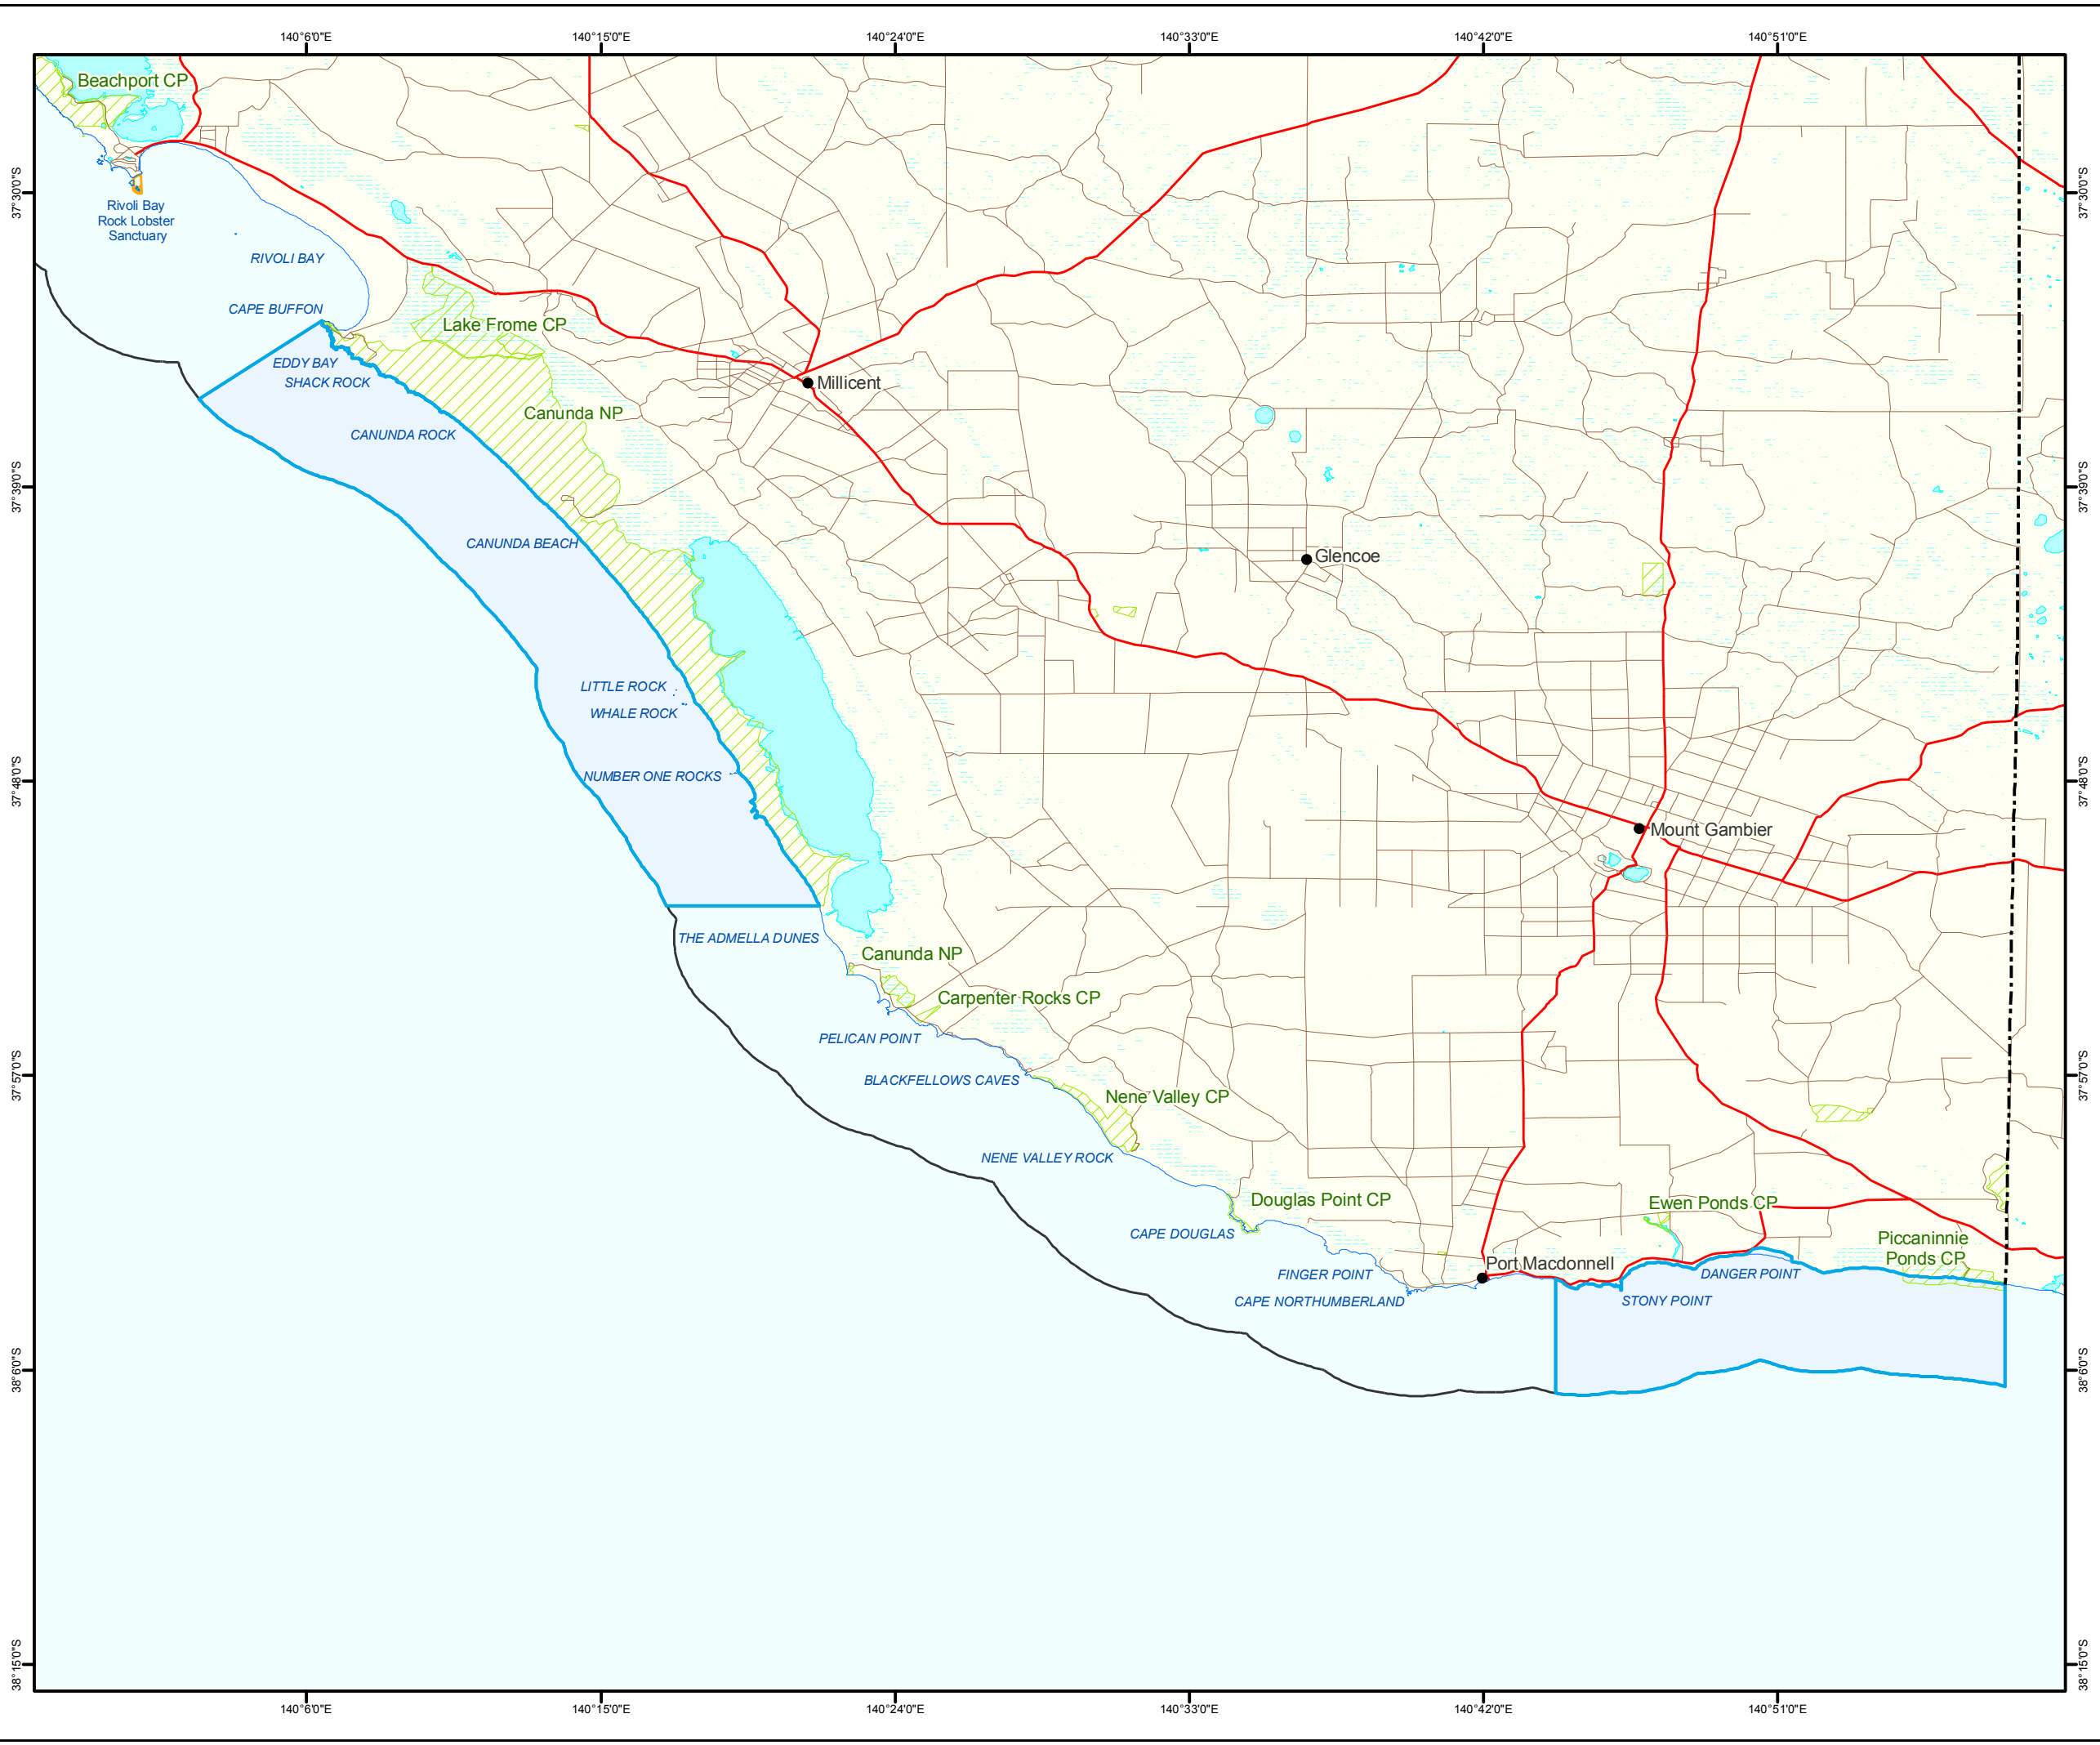 140°6'0"E
140°15'0"E
140°24'0"E
140°33'0"E
140°42'0"E
140°51'0"E
Beachport CP
37°30'0"S
37°30'0"S
Rivoli Bay
Rock Lobster
Sanctuary
RIVOLI BAY
CAPE BUFFON
Lake Frome CP
EDDY BAY
SHACK ROCK
Millicent
Canunda NP
CANUNDA ROCK
37°39'0"S
37°39'0"S
CANUNDA BEACH
Glencoe
LITTLE ROCK
WHALE ROCK
NUMBER ONE ROCKS
37°48'0"S
37°48'0"S
Mount Gambier
THE ADMELLA DUNES
Canunda NP
Carpenter Rocks CP
PELICAN POINT
BLACKFELLOWS CAVES
37°57'0"S
37°57'0"S
Nene Valley CP
NENE VALLEY ROCK
Douglas Point CP
Ewen Ponds CP
CAPE DOUGLAS
Piccaninnie
Ponds CP
Port Macdonnell
FINGER POINT
DANGER POINT
CAPE NORTHUMBERLAND
STONY POINT
38°6'0"S
38°6'0"S
38°15'0"S
38°15'0"S
140°6'0"E
140°15'0"E
140°24'0"E
140°33'0"E
140°42'0"E
140°51'0"E